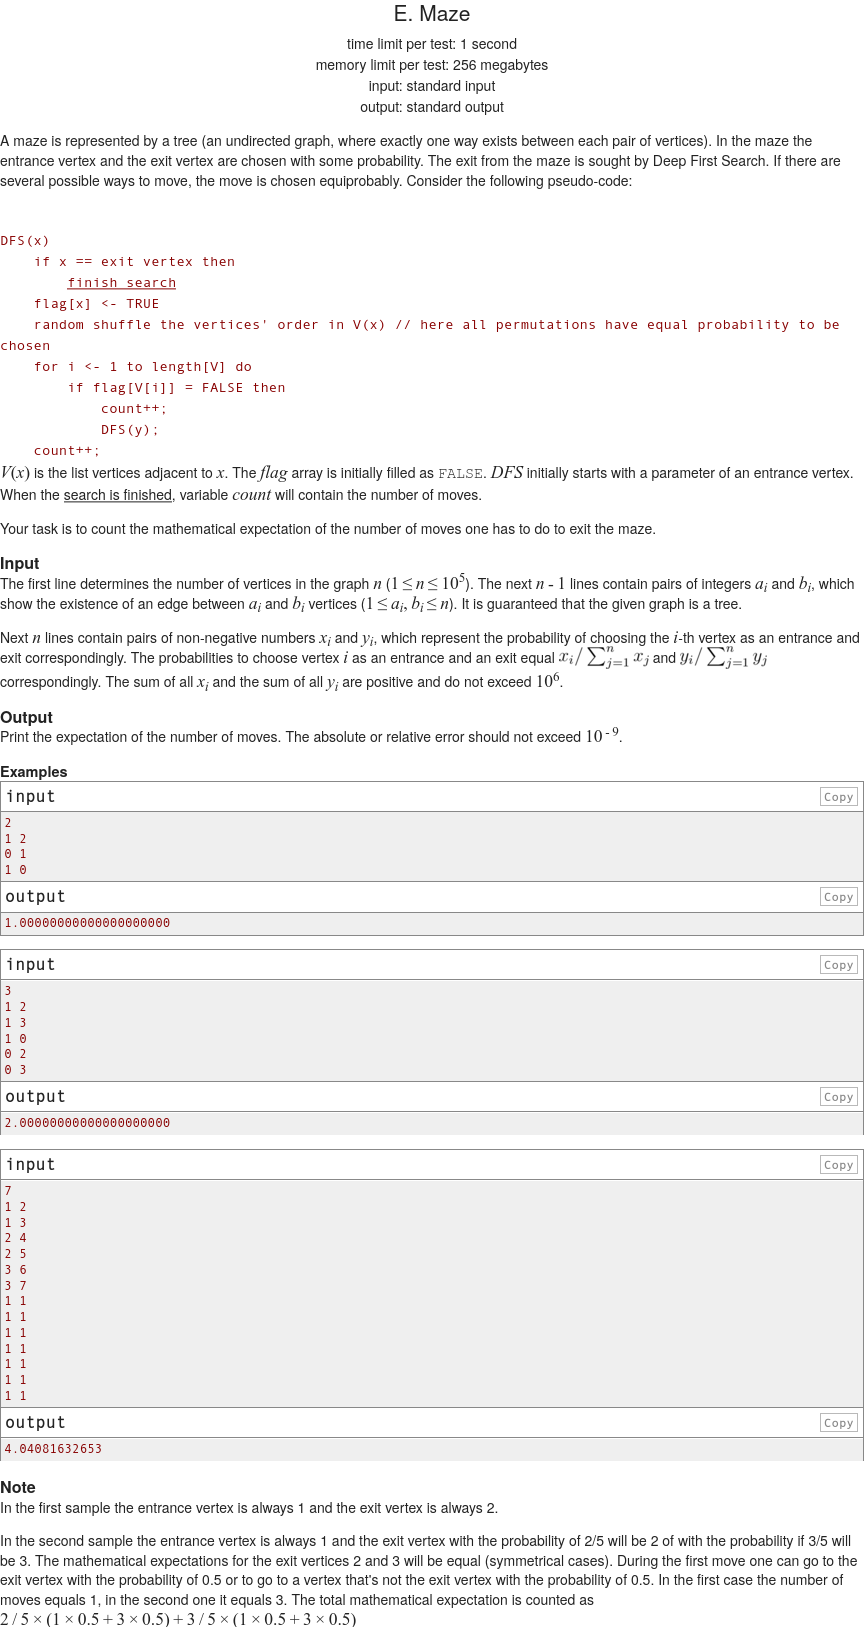 E. Maze
time limit per test: 1 second
memory limit per test: 256 megabytes
input: standard input
output: standard output
A maze is represented by a tree (an undirected graph, where exactly one way exists between each pair of vertices). In the maze the
entrance vertex and the exit vertex are chosen with some probability. The exit from the maze is sought by Deep First Search. If there are
several possible ways to move, the move is chosen equiprobably. Consider the following pseudo-code:
DFS(x)
    if x == exit vertex then
        finish search
    flag[x] <- TRUE
    random shuffle the vertices' order in V(x) // here all permutations have equal probability to be
chosen
    for i <- 1 to length[V] do
        if flag[V[i]] = FALSE then
            count++;
            DFS(y);
    count++;
V(x) is the list vertices adjacent to x. The flag array is initially filled as FALSE. DFS initially starts with a parameter of an entrance vertex.
When the search is finished, variable count will contain the number of moves.
Your task is to count the mathematical expectation of the number of moves one has to do to exit the maze.
Input
The first line determines the number of vertices in the graph n (1 ≤ n ≤ 10^5). The next n - 1 lines contain pairs of integers a_i and b_i, which
show the existence of an edge between a_i and b_i vertices (1 ≤ a_i, b_i ≤ n). It is guaranteed that the given graph is a tree.
Next n lines contain pairs of non-negative numbers x_i and y_i, which represent the probability of choosing the i-th vertex as an entrance and
exit correspondingly. The probabilities to choose vertex i as an entrance and an exit equal x_i/∑_{j=1}^n x_j and y_i/∑_{j=1}^n y_j
correspondingly. The sum of all x_i and the sum of all y_i are positive and do not exceed 10^6.
Output
Print the expectation of the number of moves. The absolute or relative error should not exceed 10^-9.
Examples
input
Copy
2
1 2
0 1
1 0
output
Copy
1.00000000000000000000
input
Copy
3
1 2
1 3
1 0
0 2
0 3
output
Copy
2.00000000000000000000
input
Copy
7
1 2
1 3
2 4
2 5
3 6
3 7
1 1
1 1
1 1
1 1
1 1
1 1
1 1
output
Copy
4.04081632653
Note
In the first sample the entrance vertex is always 1 and the exit vertex is always 2.
In the second sample the entrance vertex is always 1 and the exit vertex with the probability of 2/5 will be 2 of with the probability if 3/5 will
be 3. The mathematical expectations for the exit vertices 2 and 3 will be equal (symmetrical cases). During the first move one can go to the
exit vertex with the probability of 0.5 or to go to a vertex that's not the exit vertex with the probability of 0.5. In the first case the number of
moves equals 1, in the second one it equals 3. The total mathematical expectation is counted as
2 / 5 × (1 × 0.5 + 3 × 0.5) + 3 / 5 × (1 × 0.5 + 3 × 0.5)